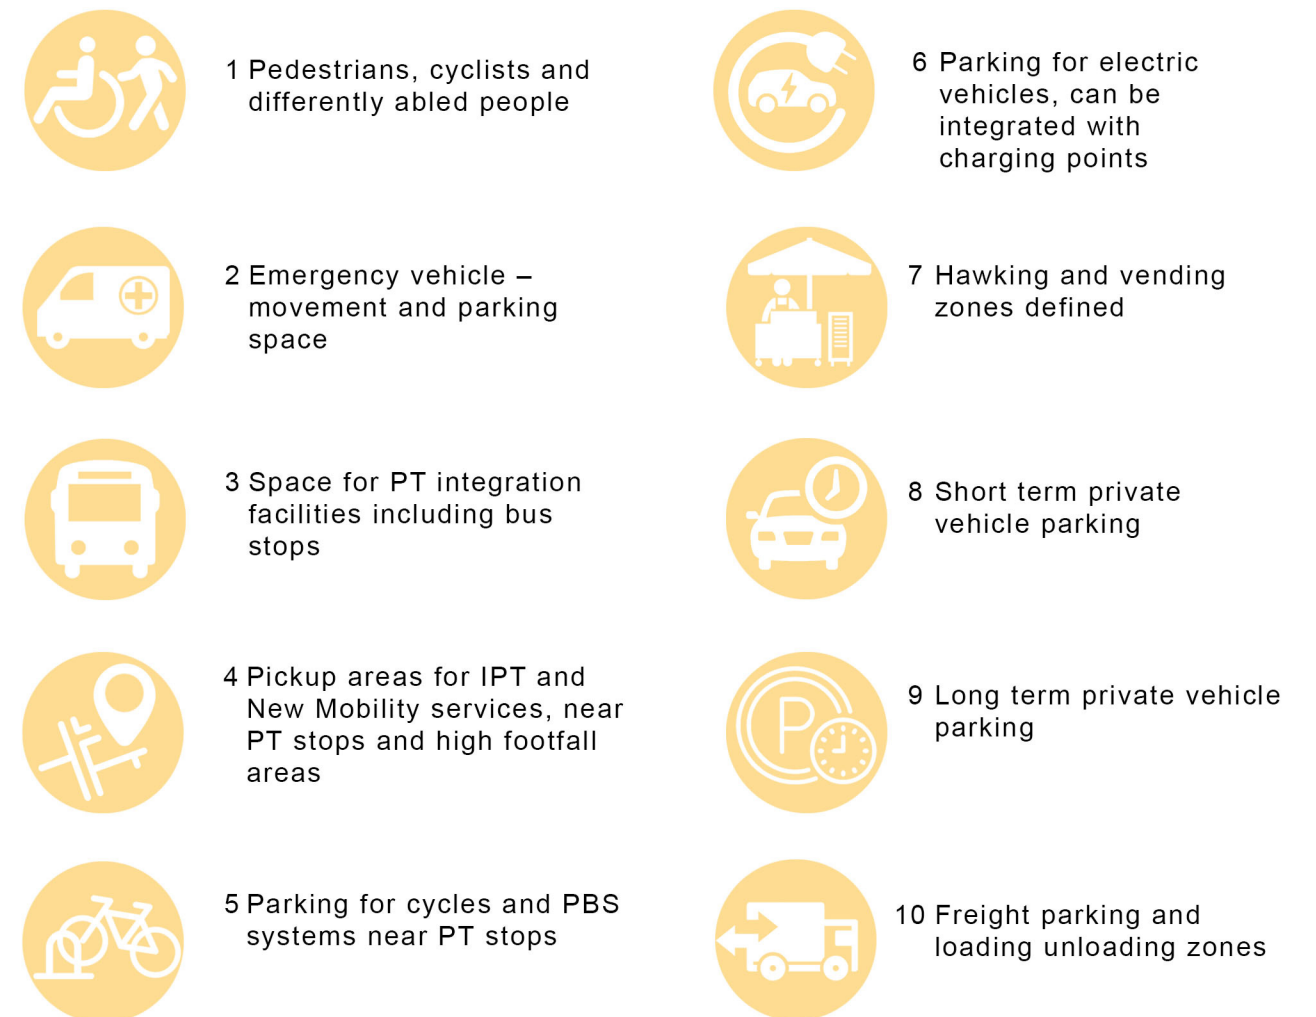 1 Pedestrians, cyclists and
differently abled people
2 Emergency vehicle –
movement and parking
space
3 Space for PT integration
facilities including bus
stops
4 Pickup areas for IPT and
New Mobility services, near
PT stops and high footfall
areas
5 Parking for cycles and PBS
systems near PT stops
6 Parking for electric
vehicles, can be
integrated with
charging points
7 Hawking and vending
zones defined
8 Short term private
vehicle parking
9 Long term private vehicle
parking
P
10 Freight parking and
loading unloading zones